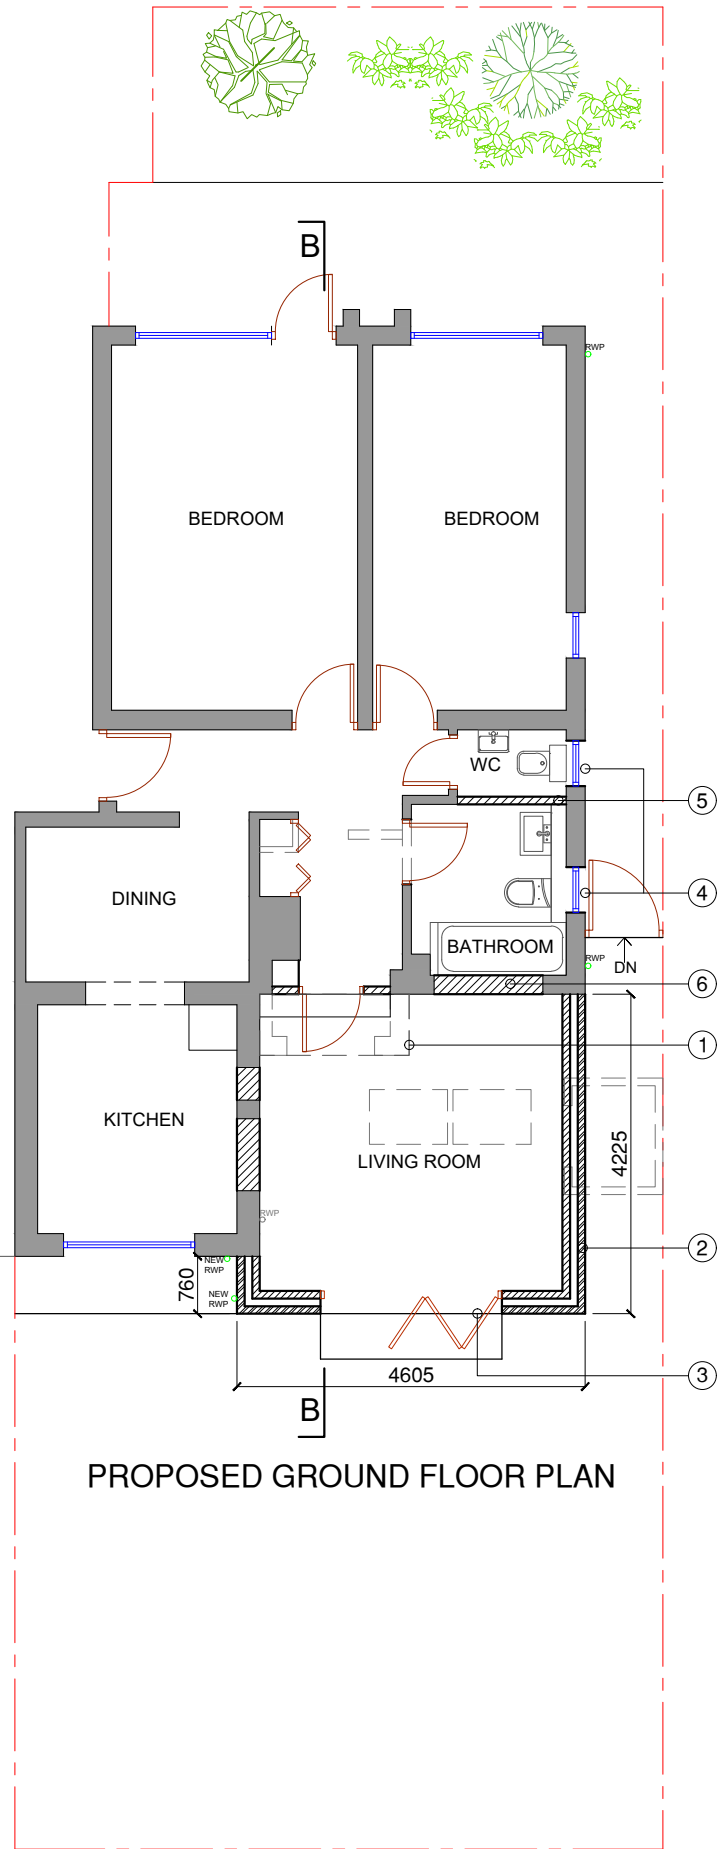 B
RWP
BEDROOM
BEDROOM
WC
5
DINING
4
BATHROOM
RWP
DN
6
1
KITCHEN
4225
LIVING ROOM
RWP
2
NEW
RWP
760
NEW
RWP
3
4605
B
PROPOSED GROUND FLOOR PLAN